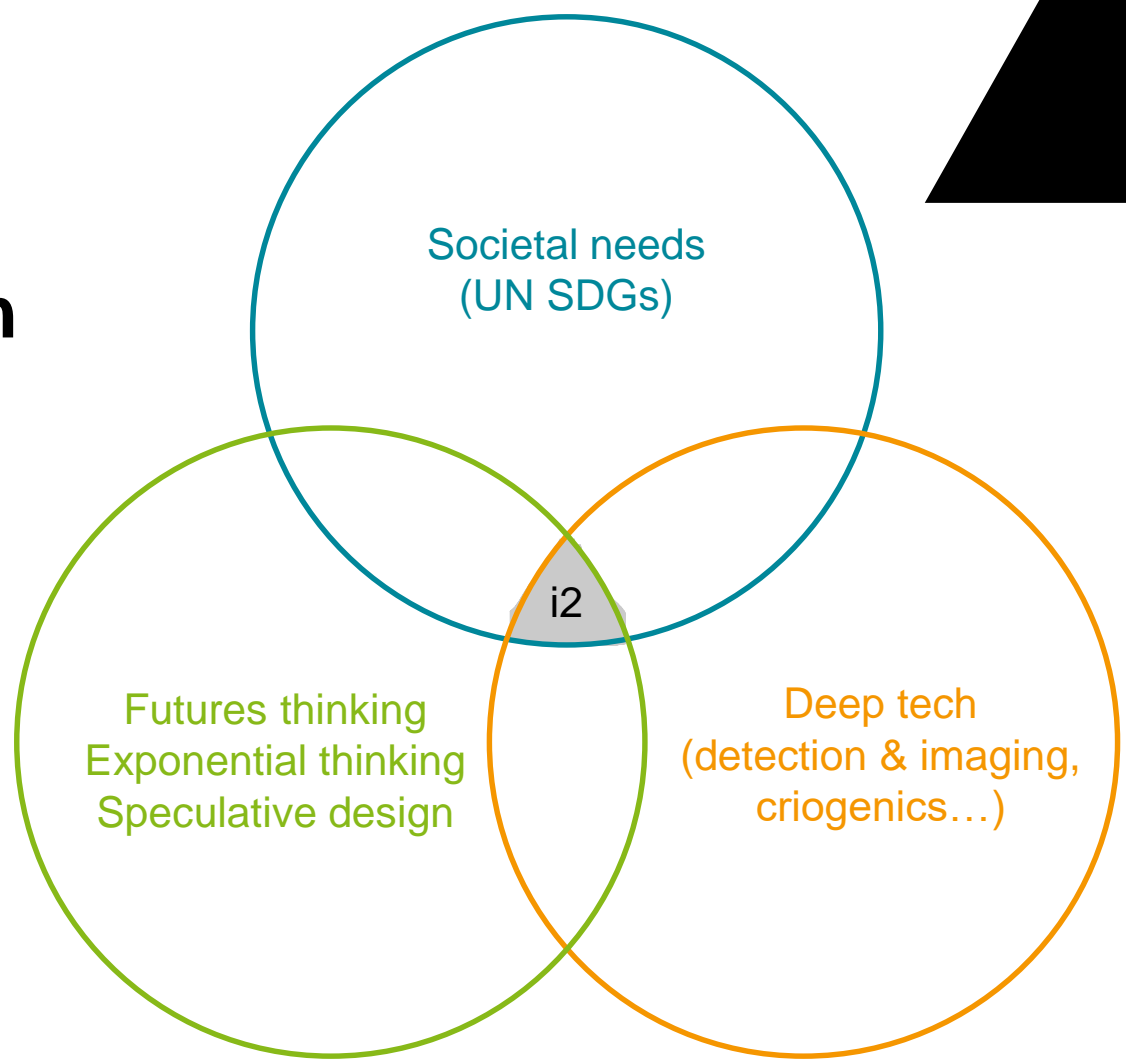 Societal needs
(UN SDGs)
n
i2
Futures thinking
Exponential thinking
Speculative design
Deep tech
(detection & imaging,
criogenics…)